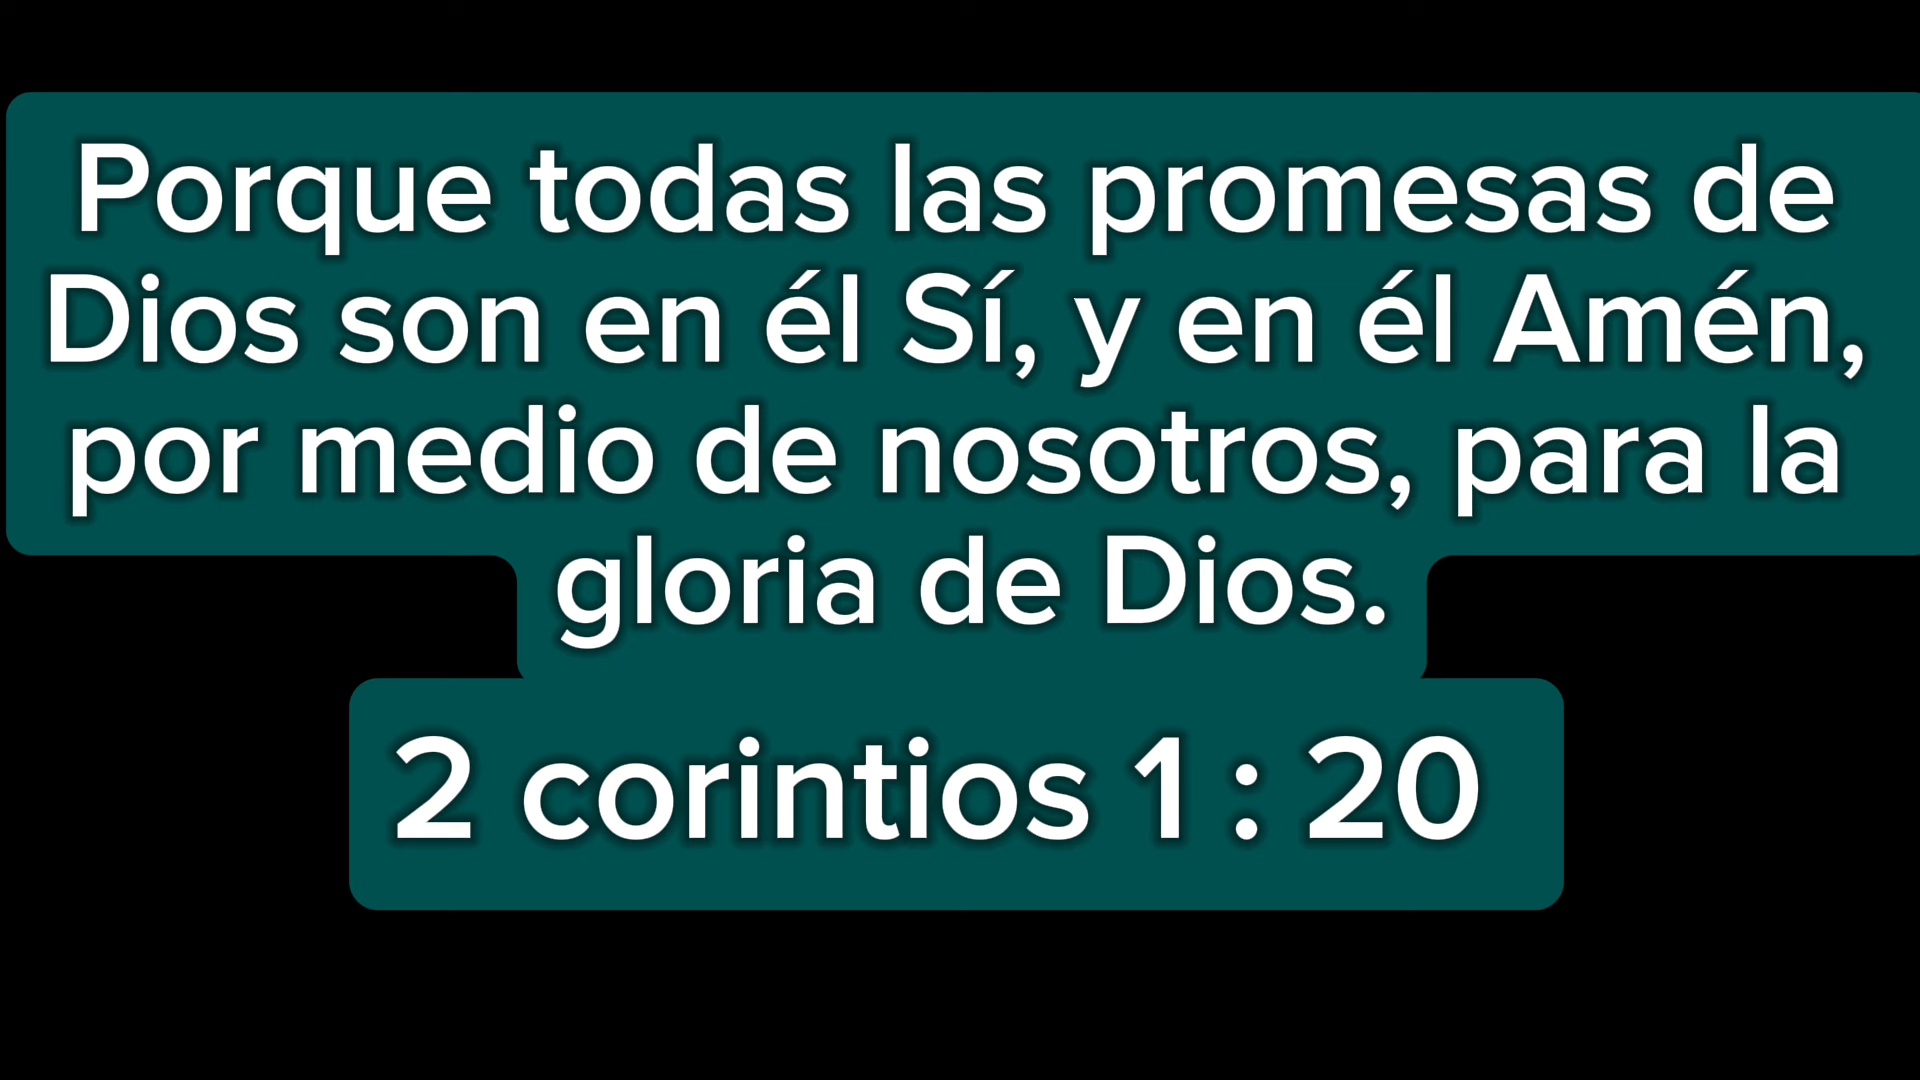 Porque todas las promesas de
Dios son en él Sí, y en él Amén,
por medio de nosotros, para la
gloria de Dios.
2 corintios 1 : 20